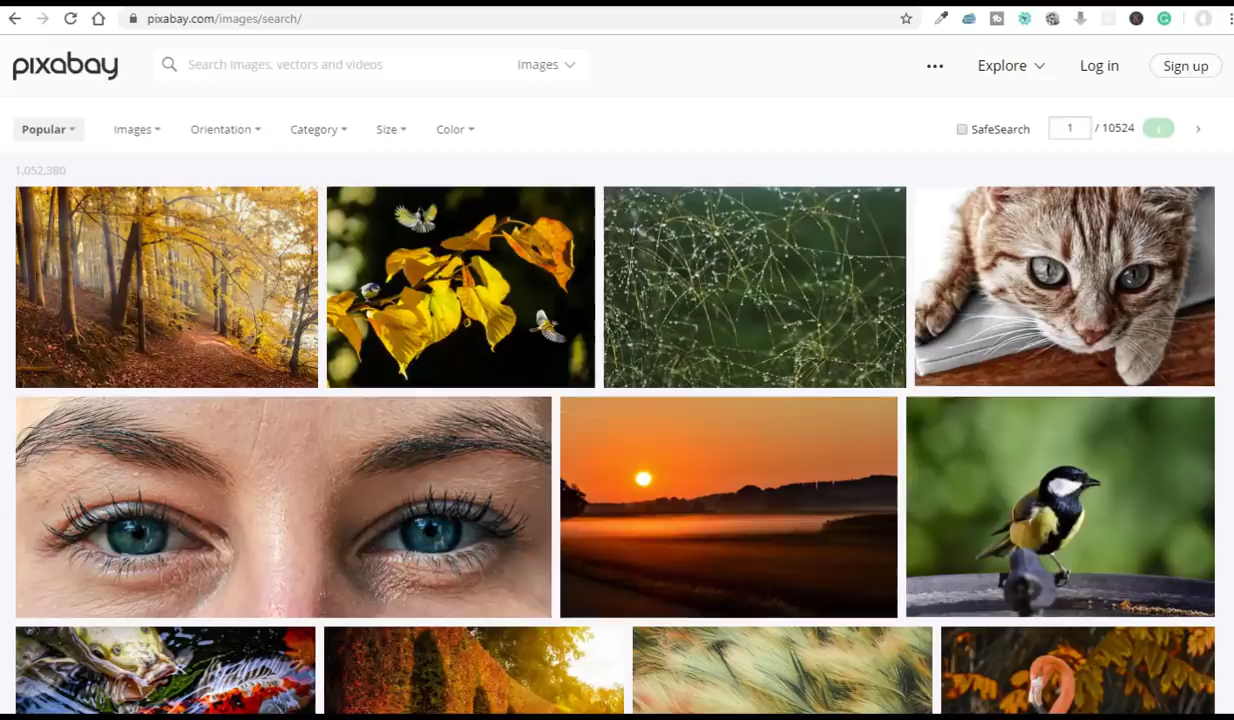 pixabay.com/images/search/
pixabay
Search images, vectors and videos
Images
Explore
Log in
Sign up
Popular
Images
Orientation
Category
Size
Color
SafeSearch
1 / 10524
1,052,380